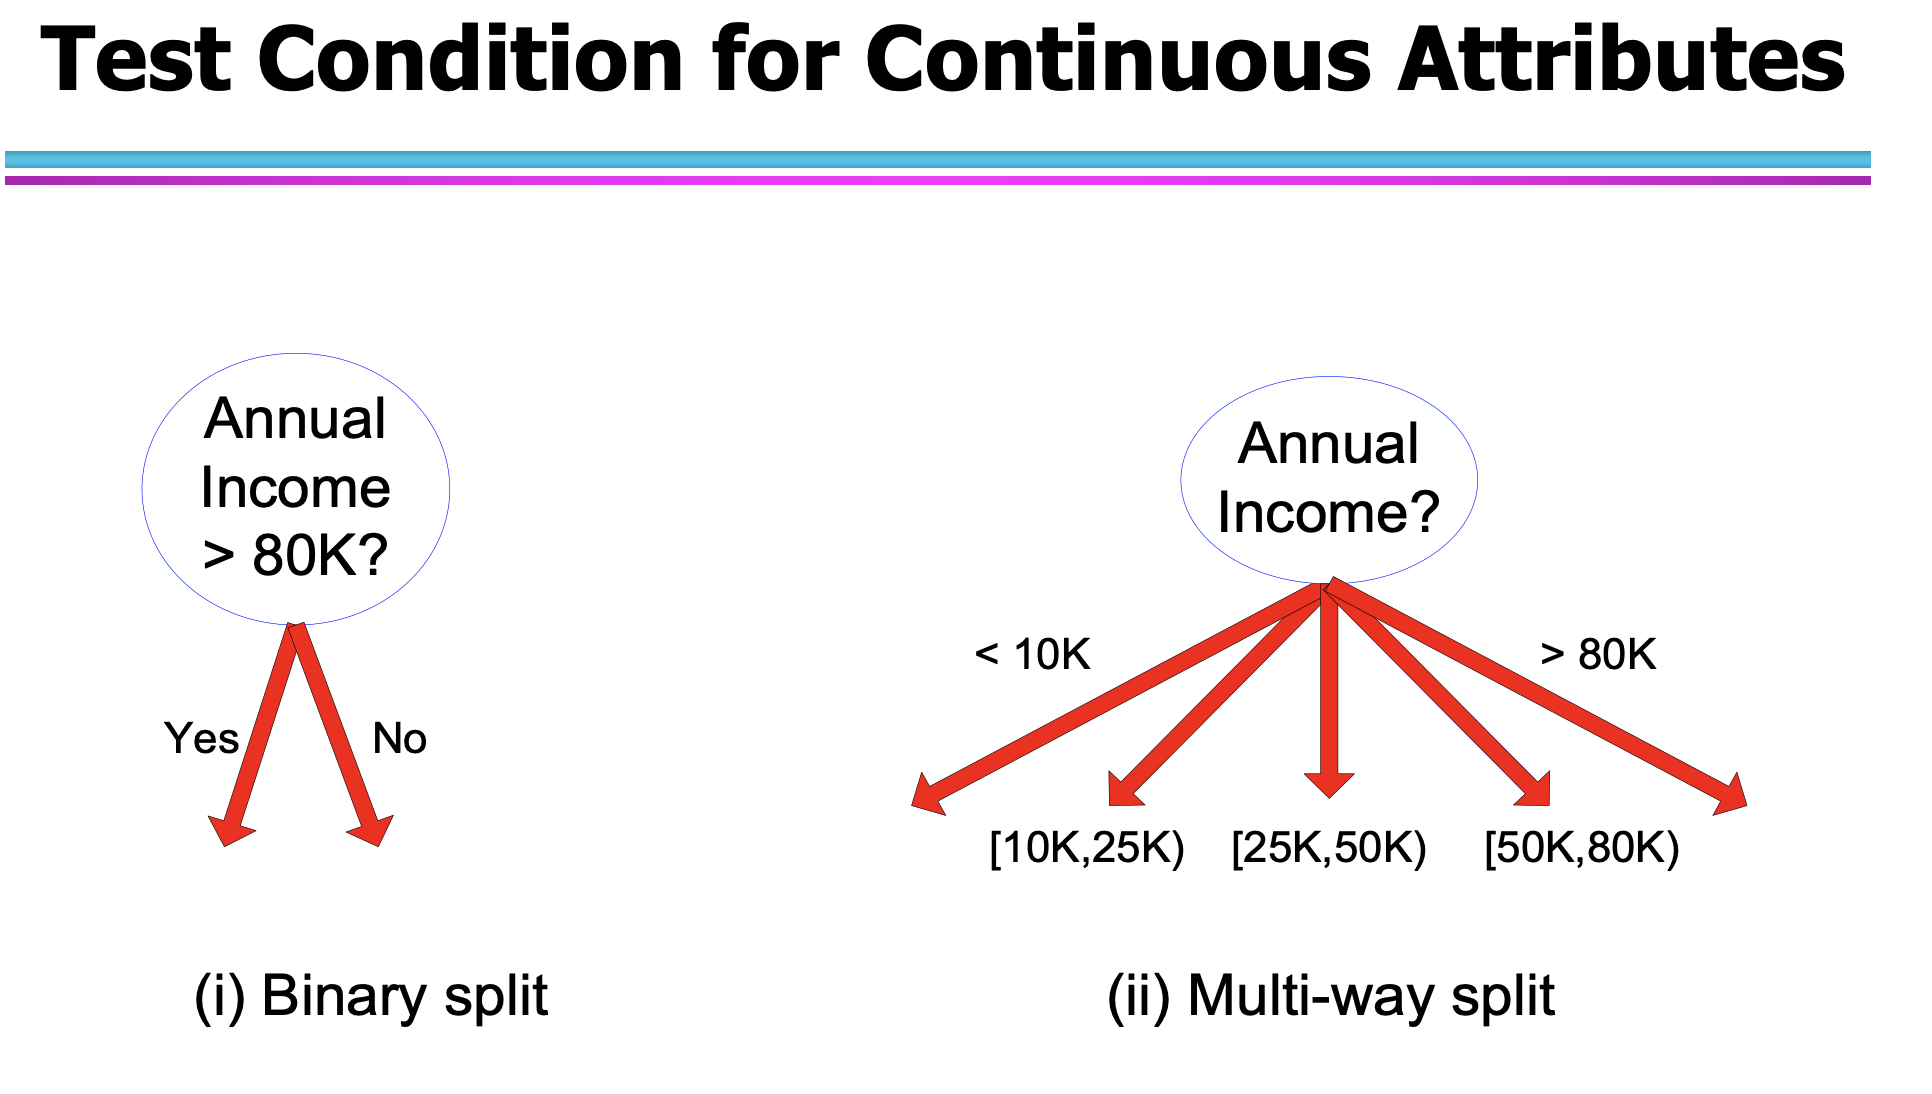 Test Condition for Continuous Attributes
Annual
Income
> 80K?
Yes
No
(i) Binary split
Annual
Income?
< 10K
> 80K
[10K,25K)
[25K,50K)
[50K,80K)
(ii) Multi-way split